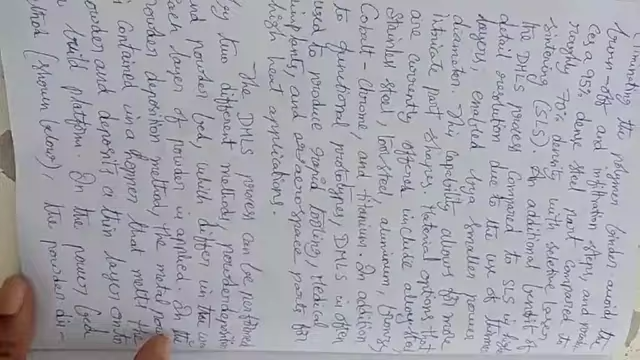 eliminating the polymer binder, avoids the
burn-off and infiltration steps, and produ
ces a 95% dense steel part compared to
roughly 70% density with selective laser
sintering (SLS). An additional benefit of
the DMLS process compared to SLS is high
detail resolution due to the use of thinner
layers, enabled by a smaller power
diameter. This capability allows for more
intricate part shapes. Material options that
are currently offered include alloy steel
stainless steel, tool steel, aluminum, bronze,
Cobalt-Chrome, and titanium. In addition
to functional prototypes, DMLS is often
used to produce rapid tooling, medical
implants, and aerospace parts for
high heat applications.
The DMLS process can be performed
by two different methods, powder deposition
and powder bed, which differ in the way
each layer of powder is applied. In the
powder deposition method, the metal pow
contained in a hopper that melt the
powder and deposits a thin layer onto
build platform. In the power bed
method (shown below), the powder di-